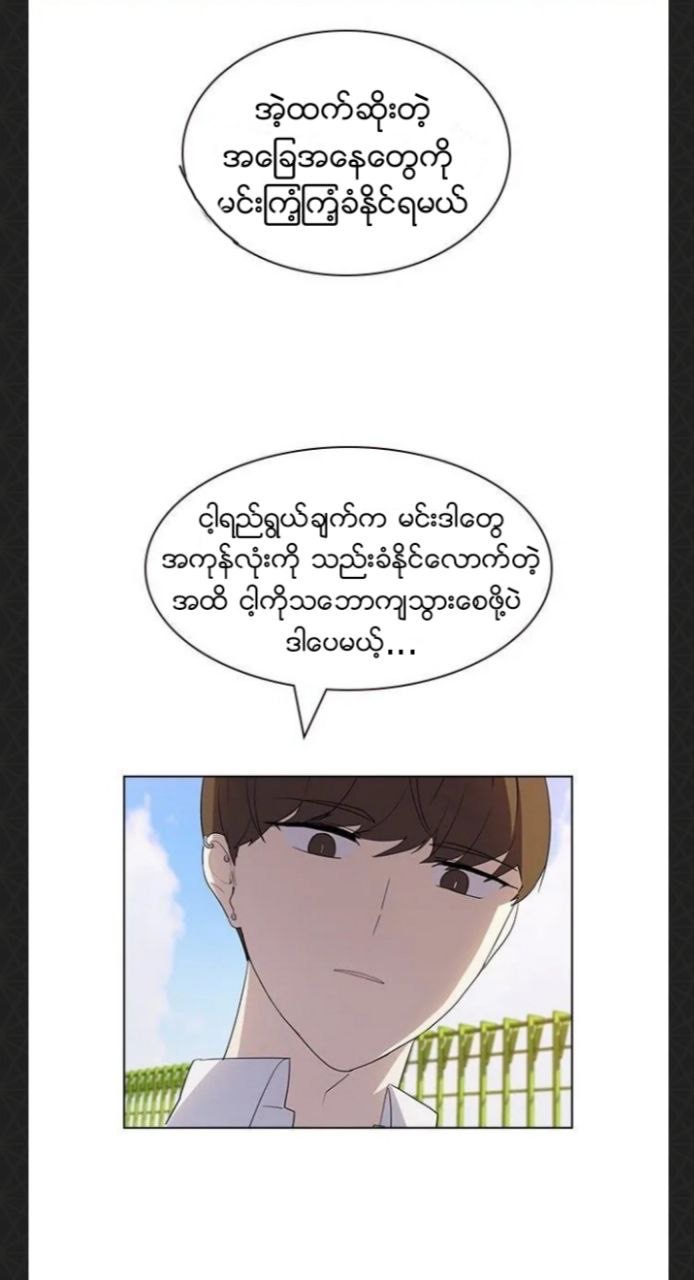 အဲ့ထက်ဆိုးတဲ့
အခြေအနေတွေကို
မင်းကြံ့ကြံ့ခံနိုင်ရမယ်
ငါ့ရည်ရွယ်ချက်က မင်းဒါတွေ
အကုန်လုံးကို သည်းခံနိုင်လောက်တဲ့
အထိ ငါ့ကိုသဘောကျသွားစေဖို့ပဲ
ဒါပေမယ့်...